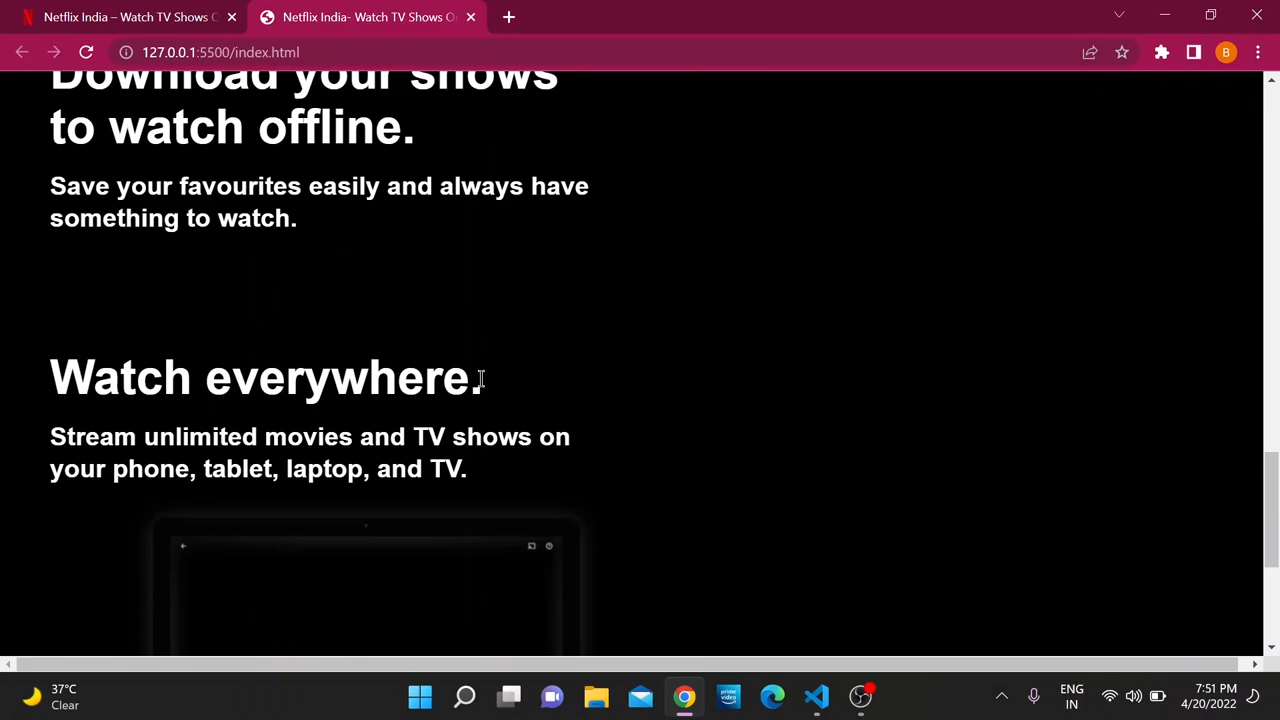 Netflix India – Watch TV Shows O
Netflix India- Watch TV Shows On
127.0.0.1:5500/index.html
B
Download your shows
to watch offline.
Save your favourites easily and always have
something to watch.
Watch everywhere.
Stream unlimited movies and TV shows on
your phone, tablet, laptop, and TV.
37°C
Clear
prime
video
ENG
IN
7:51 PM
4/20/2022